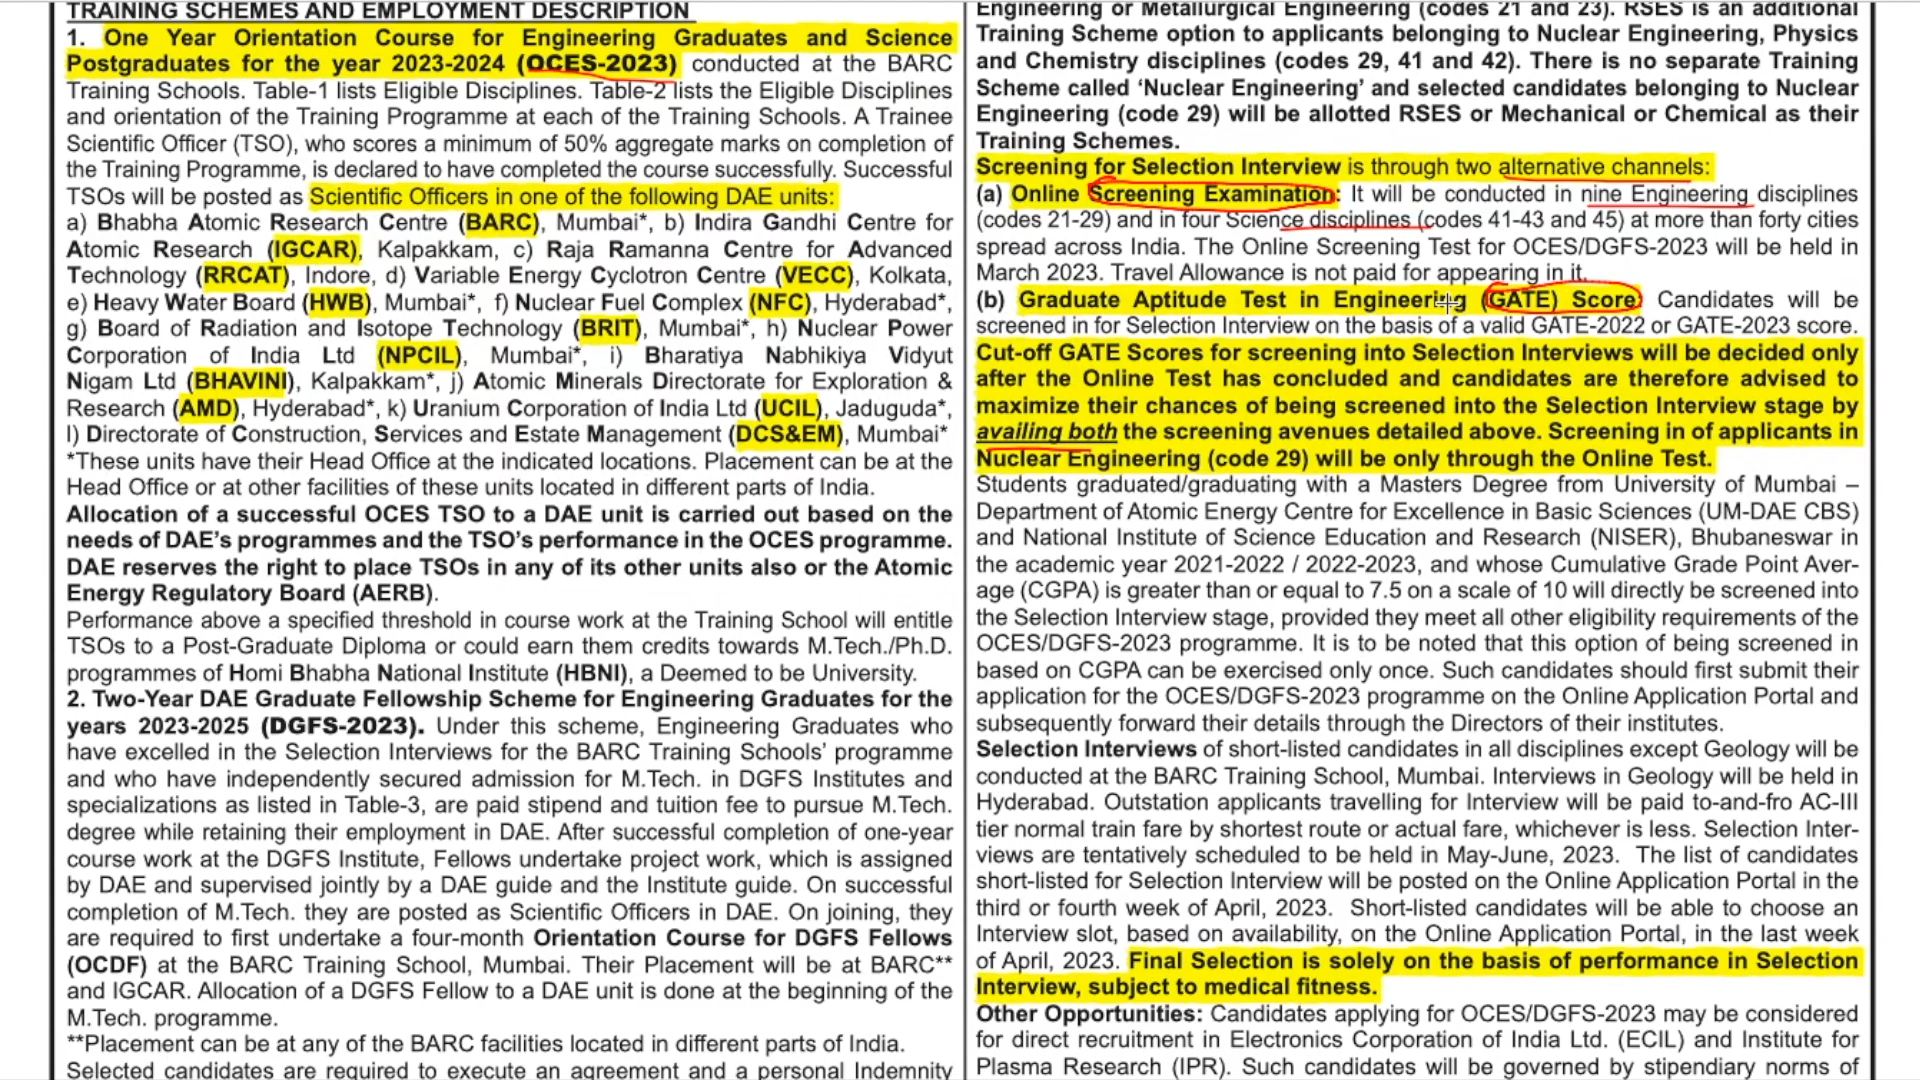 TRAINING SCHEMES AND EMPLOYMENT DESCRIPTION
1. One Year Orientation Course for Engineering Graduates and Science
Postgraduates for the year 2023-2024 (OCES-2023) conducted at the BARC
Training Schools. Table-1 lists Eligible Disciplines. Table-2 lists the Eligible Disciplines
and orientation of the Training Programme at each of the Training Schools. A Trainee
Scientific Officer (TSO), who scores a minimum of 50% aggregate marks on completion of
the Training Programme, is declared to have completed the course successfully. Successful
TSOs will be posted as Scientific Officers in one of the following DAE units:
a) Bhabha Atomic Research Centre (BARC), Mumbai*, b) Indira Gandhi Centre for
Atomic Research (IGCAR), Kalpakkam, c) Raja Ramanna Centre for Advanced
Technology (RRCAT), Indore, d) Variable Energy Cyclotron Centre (VECC), Kolkata,
e) Heavy Water Board (HWB), Mumbai*, f) Nuclear Fuel Complex (NFC), Hyderabad*,
g) Board of Radiation and Isotope Technology (BRIT), Mumbai*, h) Nuclear Power
Corporation of India Ltd (NPCIL), Mumbai*, i) Bharatiya Nabhikiya Vidyut
Nigam Ltd (BHAVINI), Kalpakkam*, j) Atomic Minerals Directorate for Exploration &
Research (AMD), Hyderabad*, k) Uranium Corporation of India Ltd (UCIL), Jaduguda*,
l) Directorate of Construction, Services and Estate Management (DCS&EM), Mumbai*
*These units have their Head Office at the indicated locations. Placement can be at the
Head Office or at other facilities of these units located in different parts of India.
Allocation of a successful OCES TSO to a DAE unit is carried out based on the
needs of DAE's programmes and the TSO's performance in the OCES programme.
DAE reserves the right to place TSOs in any of its other units also or the Atomic
Energy Regulatory Board (AERB).
Performance above a specified threshold in course work at the Training School will entitle
TSOs to a Post-Graduate Diploma or could earn them credits towards M.Tech./Ph.D.
programmes of Homi Bhabha National Institute (HBNI), a Deemed to be University.
2. Two-Year DAE Graduate Fellowship Scheme for Engineering Graduates for the
years 2023-2025 (DGFS-2023). Under this scheme, Engineering Graduates who
have excelled in the Selection Interviews for the BARC Training Schools' programme
and who have independently secured admission for M.Tech. in DGFS Institutes and
specializations as listed in Table-3, are paid stipend and tuition fee to pursue M.Tech.
degree while retaining their employment in DAE. After successful completion of one-year
course work at the DGFS Institute, Fellows undertake project work, which is assigned
by DAE and supervised jointly by a DAE guide and the Institute guide. On successful
completion of M.Tech. they are posted as Scientific Officers in DAE. On joining, they
are required to first undertake a four-month Orientation Course for DGFS Fellows
(OCDF) at the BARC Training School, Mumbai. Their Placement will be at BARC**
and IGCAR. Allocation of a DGFS Fellow to a DAE unit is done at the beginning of the
M.Tech. programme.
**Placement can be at any of the BARC facilities located in different parts of India.
Selected candidates are required to execute an agreement and a personal Indemnity
Engineering or Metallurgical Engineering (codes 21 and 23). RSES is an additional
Training Scheme option to applicants belonging to Nuclear Engineering, Physics
and Chemistry disciplines (codes 29, 41 and 42). There is no separate Training
Scheme called 'Nuclear Engineering' and selected candidates belonging to Nuclear
Engineering (code 29) will be allotted RSES or Mechanical or Chemical as their
Training Schemes.
Screening for Selection Interview is through two alternative channels:
(a) Online Screening Examination: It will be conducted in nine Engineering disciplines
(codes 21-29) and in four Science disciplines (codes 41-43 and 45) at more than forty cities
spread across India. The Online Screening Test for OCES/DGFS-2023 will be held in
March 2023. Travel Allowance is not paid for appearing in it.
(b) Graduate Aptitude Test in Engineering (GATE) Score Candidates will be
screened in for Selection Interview on the basis of a valid GATE-2022 or GATE-2023 score.
Cut-off GATE Scores for screening into Selection Interviews will be decided only
after the Online Test has concluded and candidates are therefore advised to
maximize their chances of being screened into the Selection Interview stage by
availing both the screening avenues detailed above. Screening in of applicants in
Nuclear Engineering (code 29) will be only through the Online Test.
Students graduated/graduating with a Masters Degree from University of Mumbai –
Department of Atomic Energy Centre for Excellence in Basic Sciences (UM-DAE CBS)
and National Institute of Science Education and Research (NISER), Bhubaneswar in
the academic year 2021-2022 / 2022-2023, and whose Cumulative Grade Point Aver-
age (CGPA) is greater than or equal to 7.5 on a scale of 10 will directly be screened into
the Selection Interview stage, provided they meet all other eligibility requirements of the
OCES/DGFS-2023 programme. It is to be noted that this option of being screened in
based on CGPA can be exercised only once. Such candidates should first submit their
application for the OCES/DGFS-2023 programme on the Online Application Portal and
subsequently forward their details through the Directors of their institutes.
Selection Interviews of short-listed candidates in all disciplines except Geology will be
conducted at the BARC Training School, Mumbai. Interviews in Geology will be held in
Hyderabad. Outstation applicants travelling for Interview will be paid to-and-fro AC-III
tier normal train fare by shortest route or actual fare, whichever is less. Selection Inter-
views are tentatively scheduled to be held in May-June, 2023. The list of candidates
short-listed for Selection Interview will be posted on the Online Application Portal in the
third or fourth week of April, 2023. Short-listed candidates will be able to choose an
Interview slot, based on availability, on the Online Application Portal, in the last week
of April, 2023. Final Selection is solely on the basis of performance in Selection
Interview, subject to medical fitness.
Other Opportunities: Candidates applying for OCES/DGFS-2023 may be considered
for direct recruitment in Electronics Corporation of India Ltd. (ECIL) and Institute for
Plasma Research (IPR). Such candidates will be governed by stipendiary norms of